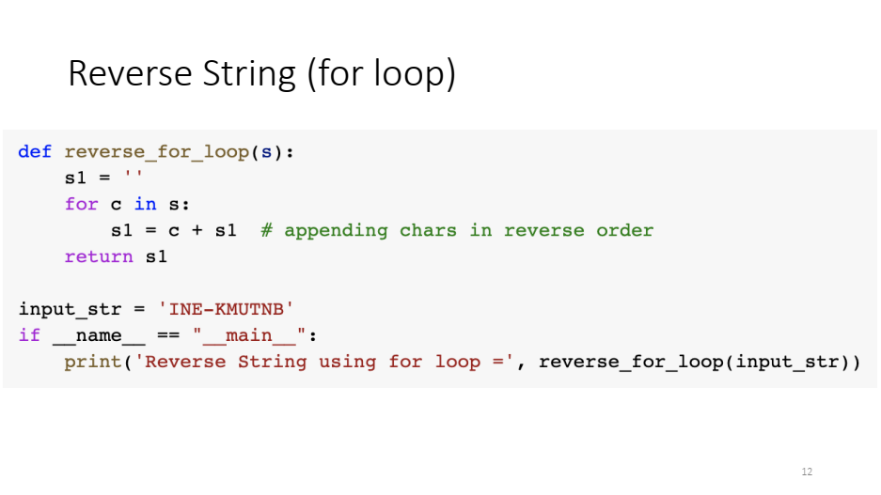 Reverse String (for loop)
def reverse_for_loop(s):
    s1 = ''
    for c in s:
        s1 = c + s1  # appending chars in reverse order
    return s1

input_str = 'INE-KMUTNB'
if __name__ == "__main__":
    print('Reverse String using for loop =', reverse_for_loop(input_str))
12